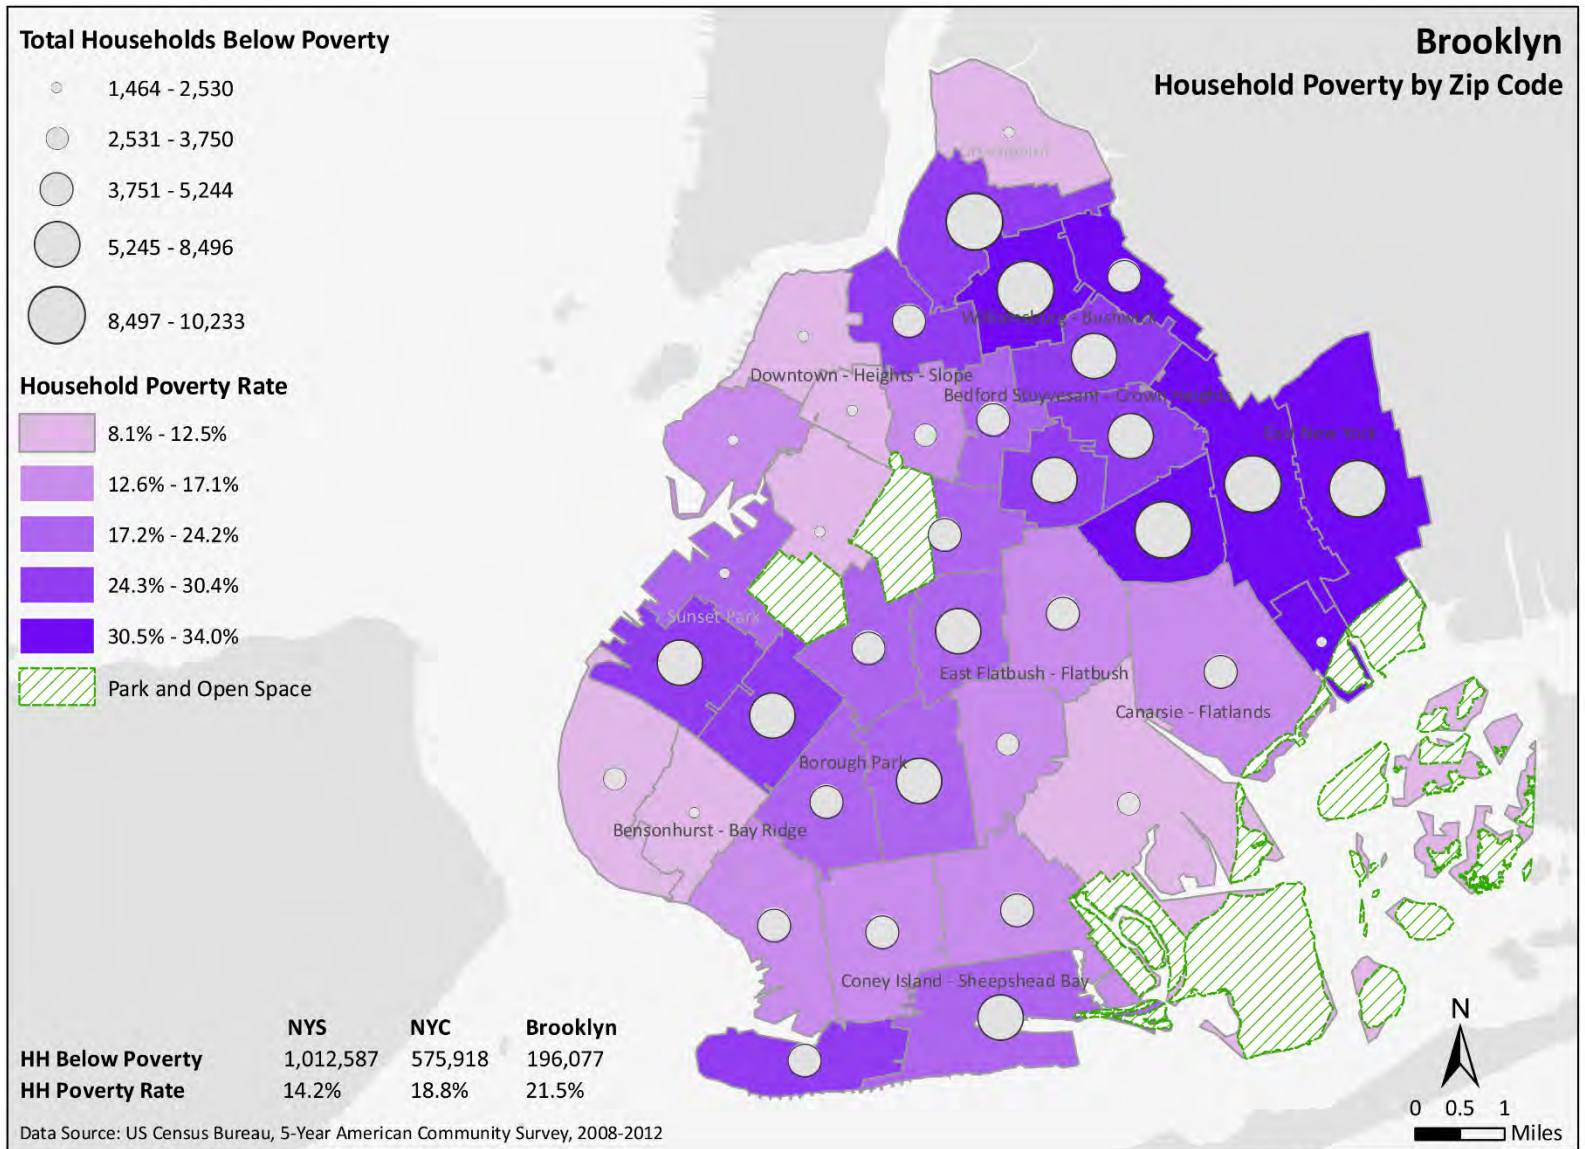 Total Households Below Poverty
1,464 - 2,530
2,531 - 3,750
3,751 - 5,244
5,245 - 8,496
8,497 - 10,233
Household Poverty Rate
8.1% - 12.5%
12.6% - 17.1%
17.2% - 24.2%
24.3% - 30.4%
30.5% - 34.0%
Park and Open Space
Brooklyn
Household Poverty by Zip Code
Williamsburg - Bushwick
Downtown - Heights - Slope
Bedford Stuyvesant - Crown Heights
East New York
Sunset Park
East Flatbush - Flatbush
Canarsie - Flatlands
Borough Park
Bensonhurst - Bay Ridge
Coney Island - Sheepshead Bay
NYS NYC Brooklyn
HH Below Poverty 1,012,587 575,918 196,077
HH Poverty Rate 14.2% 18.8% 21.5%
Data Source: US Census Bureau, 5-Year American Community Survey, 2008-2012
N
0 0.5 1
Miles